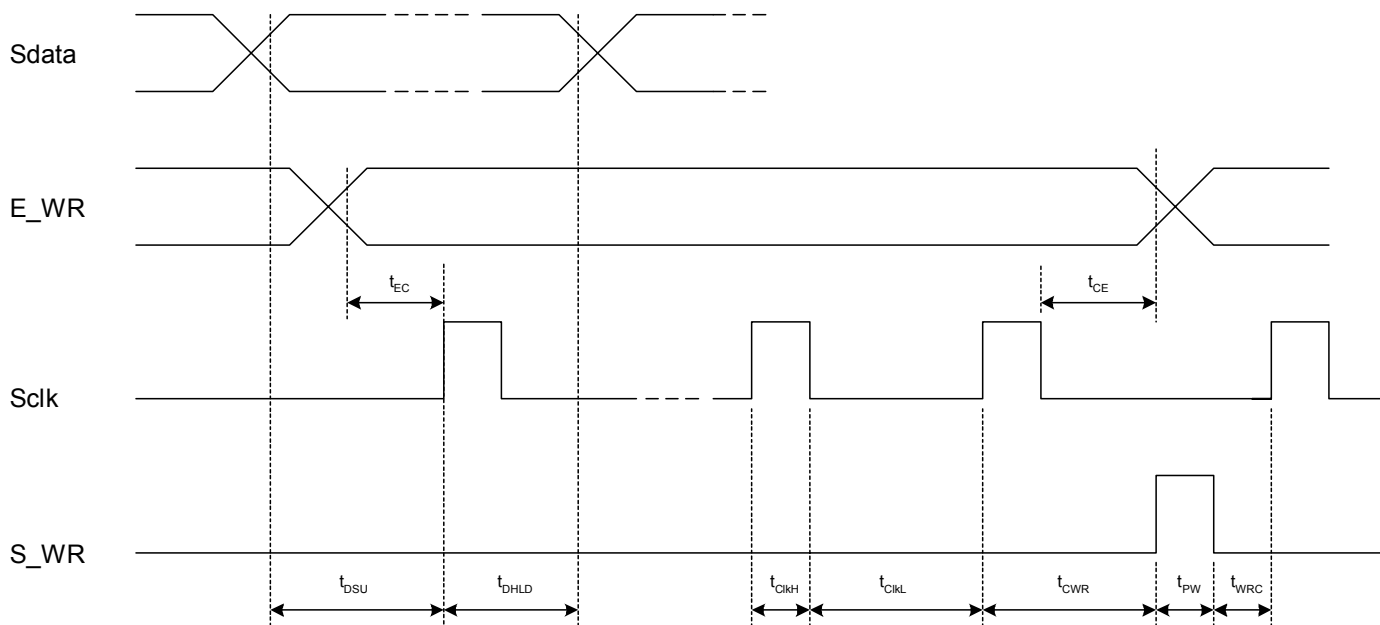 Sdata
E_WR
tEC
tCE
Sclk
S_WR
tDSU
tDHLD
tClkH
tClkL
tCWR
tPW
tWRC